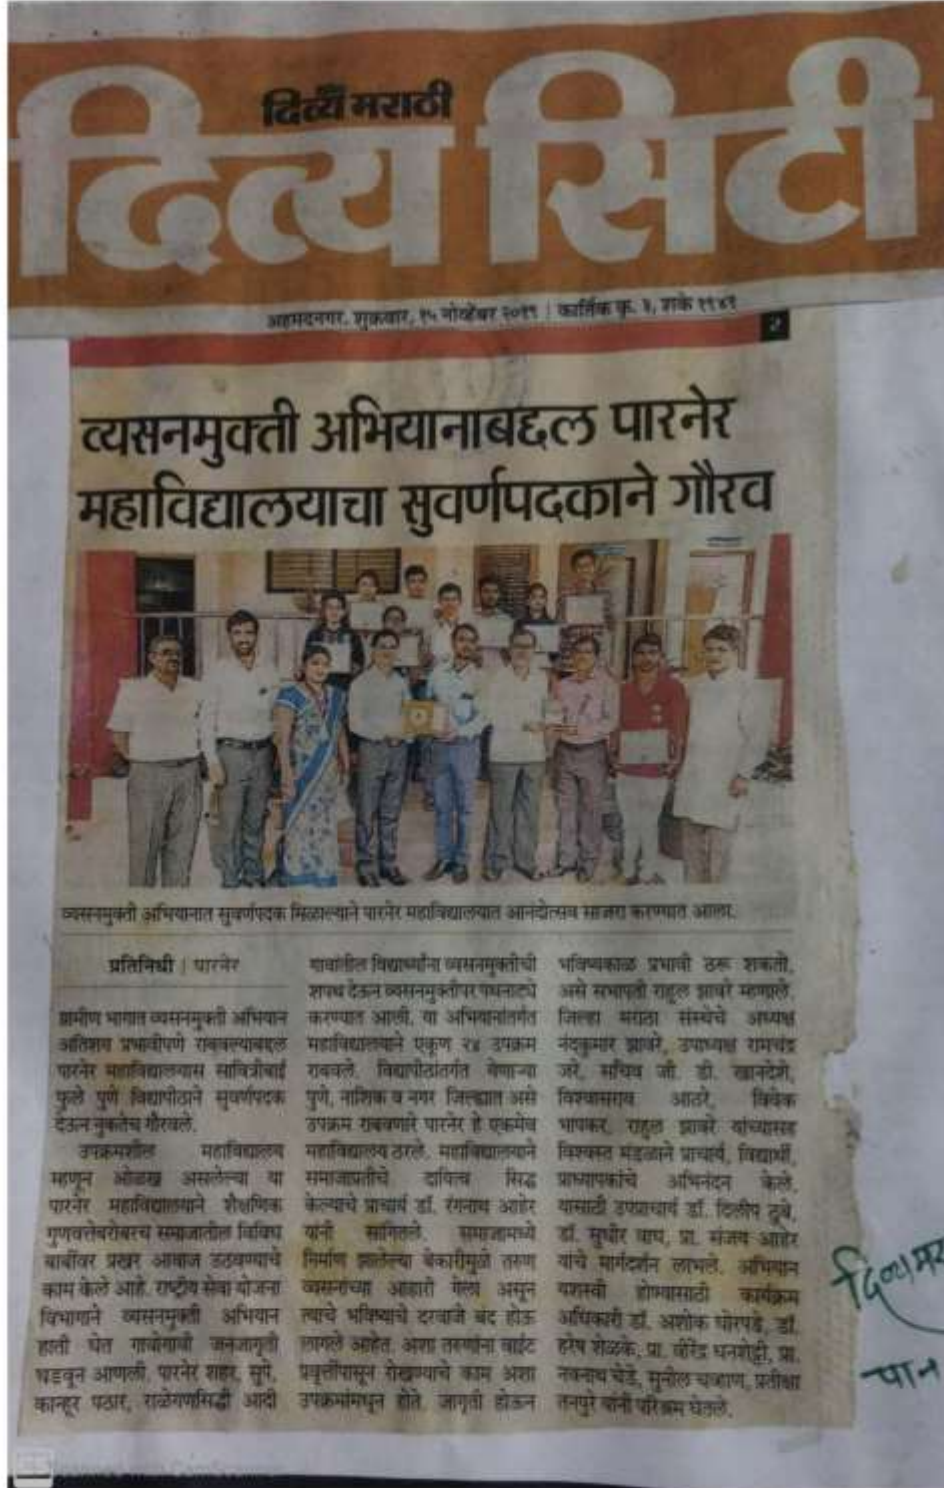 दिव्य मराठी
दिव्य सिटी
अहमदनगर, शुक्रवार, १५ नोव्हेंबर २०१९ | कार्तिक कृ. ३, शके १९४१
२
व्यसनमुक्ती अभियानाबद्दल पारनेर
महाविद्यालयाचा सुवर्णपदकाने गौरव
व्यसनमुक्ती अभियानात सुवर्णपदक मिळाल्याने पारनेर महाविद्यालयात आनंदोत्सव साजरा करण्यात आला.
प्रतिनिधी | पारनेर
ग्रामीण भागात व्यसनमुक्ती अभियान
अतिशय प्रभावीपणे राबवल्याबद्दल
पारनेर महाविद्यालयास सावित्रीबाई
फुले पुणे विद्यापीठाने सुवर्णपदक
देऊन नुकतेच गौरवले.
उपक्रमशील महाविद्यालय
म्हणून ओळख असलेल्या या
पारनेर महाविद्यालयाने शैक्षणिक
गुणवत्तेबरोबरच समाजातील विविध
बाबींवर प्रखर आवाज उठवण्याचे
काम केले आहे. राष्ट्रीय सेवा योजना
विभागाने व्यसनमुक्ती अभियान
हाती घेत गावोगावी जनजागृती
घडवून आणली. पारनेर शहर, सुपे,
कान्हूर पठार, राळेगणसिद्धी आदी
गावांतील विद्यार्थ्यांना व्यसनमुक्तीची
शपथ देऊन व्यसनमुक्तीपर पथनाट्ये
करण्यात आली. या अभियानांतर्गत
महाविद्यालयाने एकूण २४ उपक्रम
राबवले. विद्यापीठांतर्गत येणाऱ्या
पुणे, नाशिक व नगर जिल्ह्यात असे
उपक्रम राबवणारे पारनेर हे एकमेव
महाविद्यालय ठरले. महाविद्यालयाने
समाजाप्रतीचे दायित्व सिद्ध
केल्याचे प्राचार्य डॉ. रंगनाथ आहेर
यांनी सांगितले. समाजामध्ये
निर्माण झालेल्या बेकारीमुळे तरुण
व्यसनांच्या आहारी गेला असून
त्याचे भविष्याचे दरवाजे बंद होऊ
लागले आहेत. अशा तरुणांना वाईट
प्रवृत्तींपासून रोखण्याचे काम अशा
उपक्रमांमधून होते. जागृती होऊन
भविष्यकाळ प्रभावी ठरू शकतो,
असे सभापती राहुल झावरे म्हणाले.
जिल्हा मराठा संस्थेचे अध्यक्ष
नंदकुमार झावरे, उपाध्यक्ष रामचंद्र
जरे, सचिव जी. डी. खानदेशे,
विश्वासराव आठरे, विवेक
भापकर, राहुल झावरे यांच्यासह
विश्वस्त मंडळाने प्राचार्य, विद्यार्थी,
प्राध्यापकांचे अभिनंदन केले.
यासाठी उपप्राचार्य डॉ. दिलीप ठुबे,
डॉ. सुधीर वाघ, प्रा. संजय आहेर
यांचे मार्गदर्शन लाभले. अभियान
यशस्वी होण्यासाठी कार्यक्रम
अधिकारी डॉ. अशोक घोरपडे, डॉ.
हरेष शेळके, प्रा. वीरेंद्र धनशेट्टी, प्रा.
नवनाथ चेडे, सुनील चव्हाण, प्रतीक्षा
तनपुरे यांनी परिश्रम घेतले.
दिव्य मरा
पान